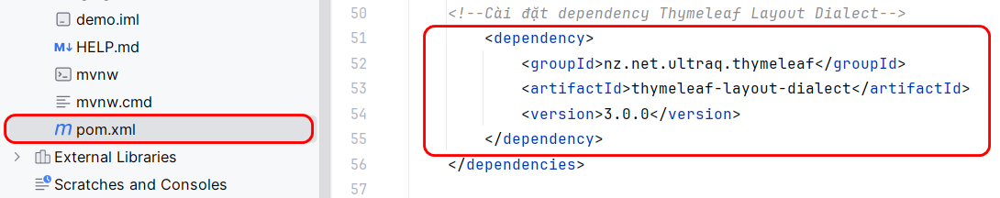 demo.iml
M↓ HELP.md
mvnw
mvnw.cmd
m pom.xml
External Libraries
Scratches and Consoles
50 <!--Cài đặt dependency Thymeleaf Layout Dialect-->
51 <dependency>
52 <groupId>nz.net.ultraq.thymeleaf</groupId>
53 <artifactId>thymeleaf-layout-dialect</artifactId>
54 <version>3.0.0</version>
55 </dependency>
56 </dependencies>
57